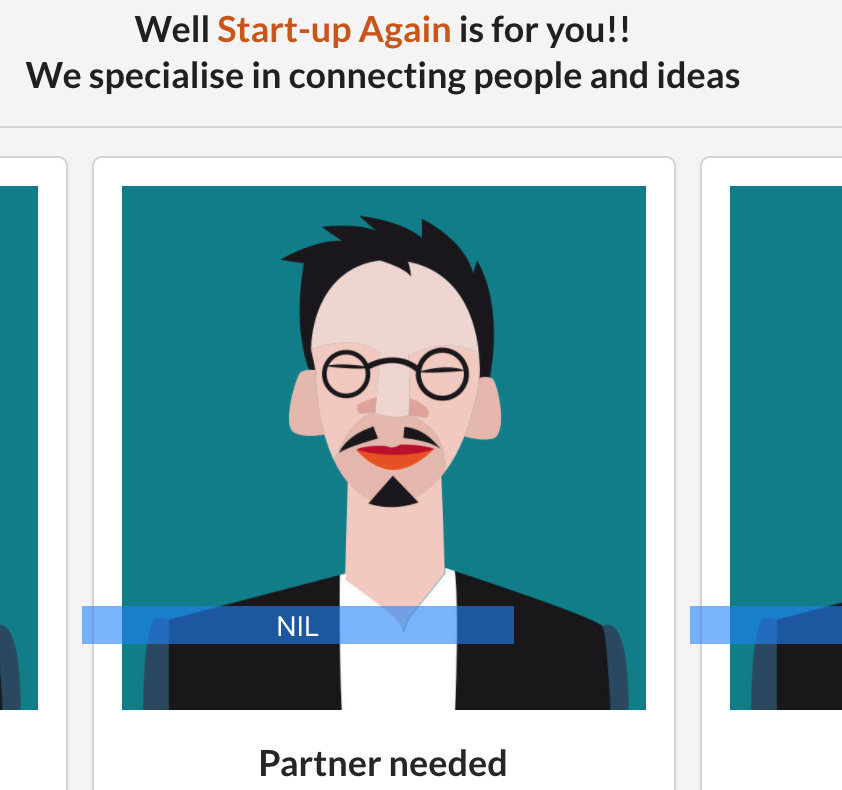 Well Start-up Again is for you!!
We specialise in connecting people and ideas
NIL
Partner needed